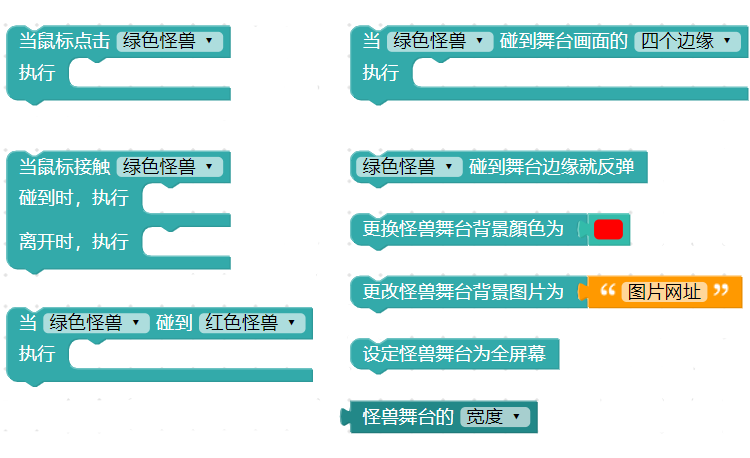 当鼠标点击 绿色怪兽 ▼
执行
当鼠标接触 绿色怪兽 ▼
碰到时，执行
离开时，执行
当 绿色怪兽 ▼ 碰到 红色怪兽 ▼
执行
当 绿色怪兽 ▼ 碰到舞台画面的 四个边缘 ▼
执行
绿色怪兽 ▼ 碰到舞台边缘就反弹
更换怪兽舞台背景顏色为
更改怪兽舞台背景图片为 “ 图片网址 ”
设定怪兽舞台为全屏幕
怪兽舞台的 宽度 ▼